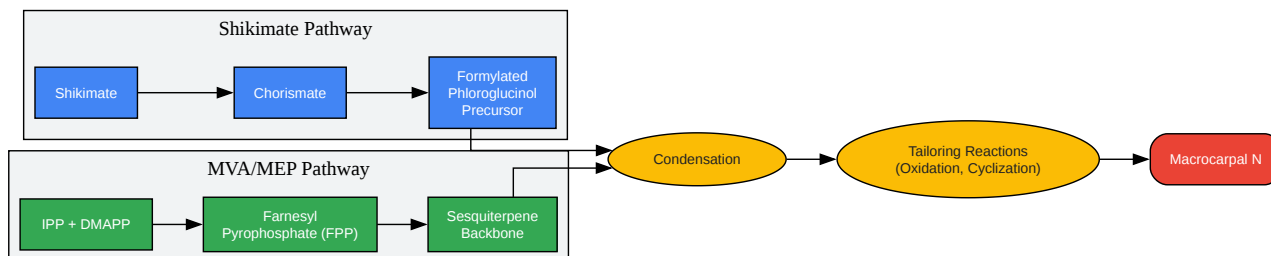 Shikimate Pathway
Shikimate
Chorismate
Formylated
Phloroglucinol
Precursor
MVA/MEP Pathway
IPP + DMAPP
Farnesyl
Pyrophosphate (FPP)
Sesquiterpene
Backbone
Condensation
Tailoring Reactions
(Oxidation, Cyclization)
Macrocarpal N